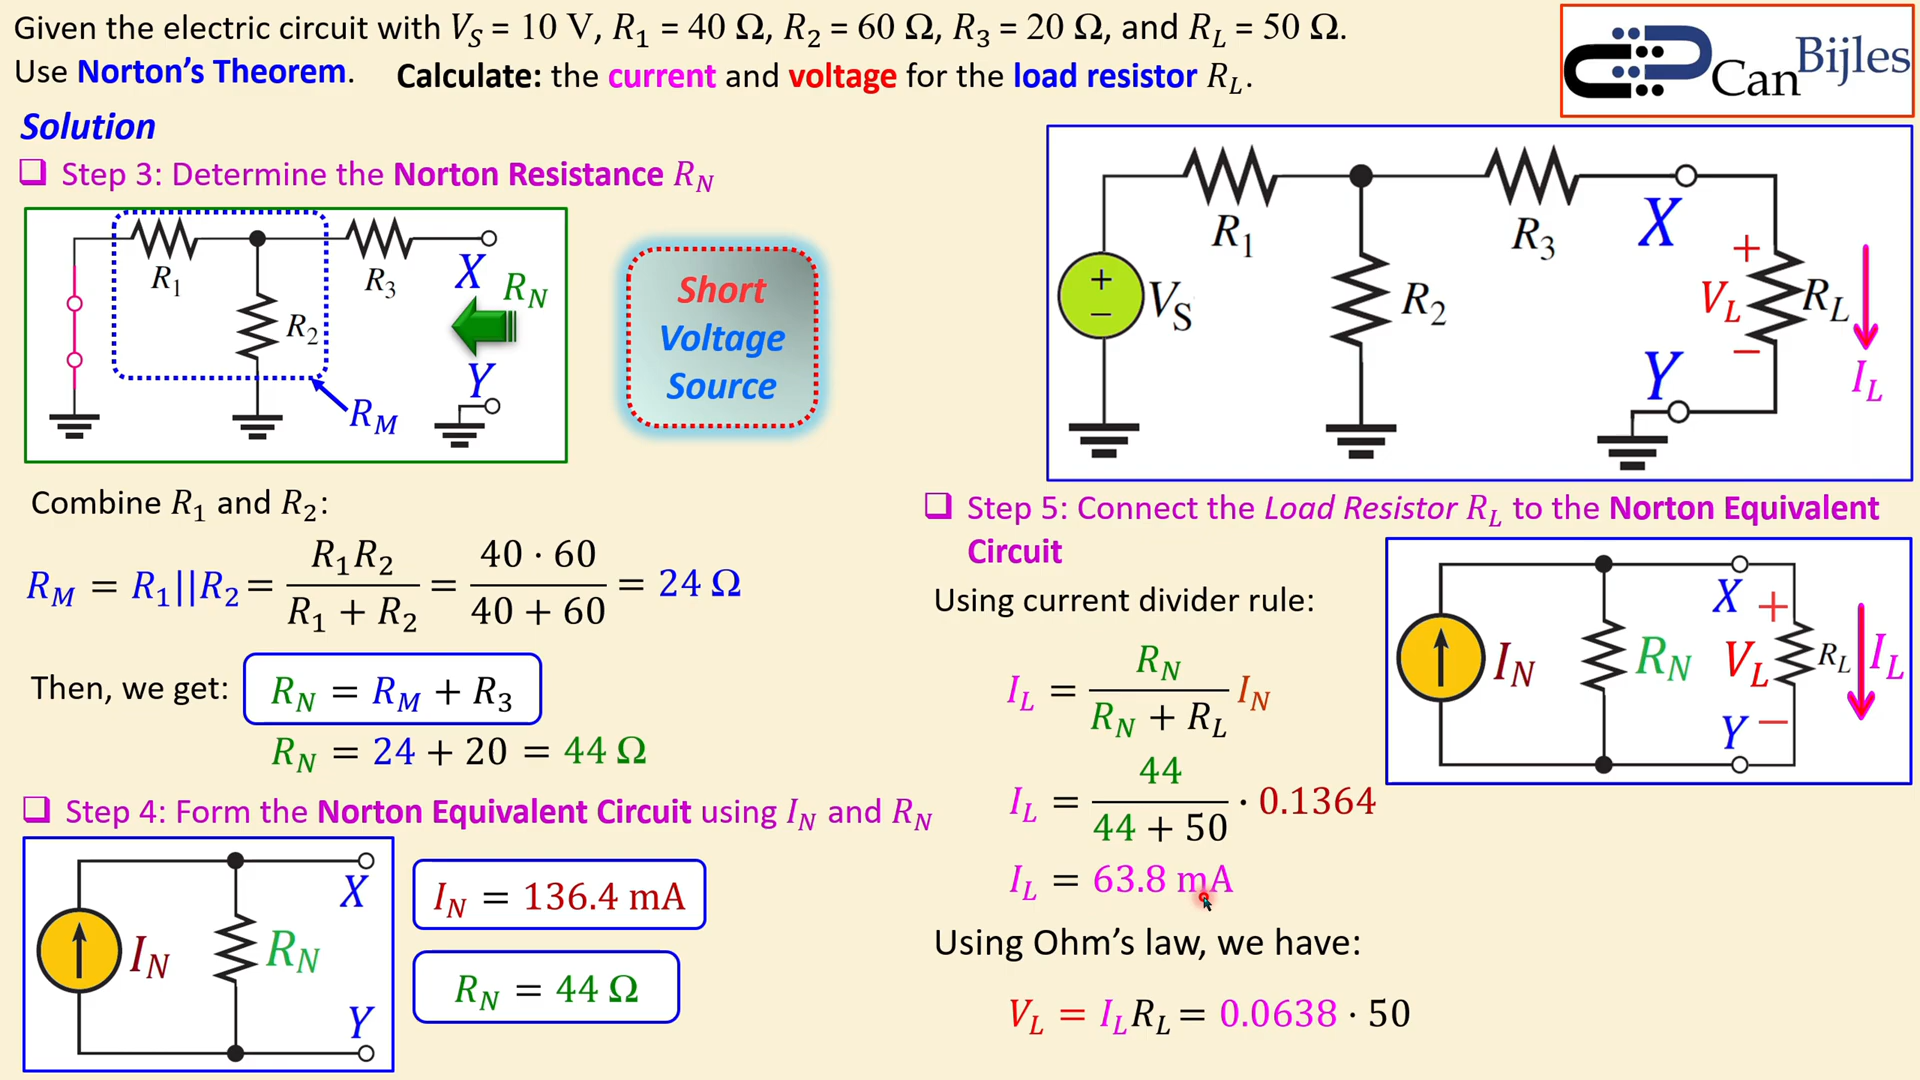 Given the electric circuit with V_S = 10 V, R_1 = 40 Ω, R_2 = 60 Ω, R_3 = 20 Ω, and R_L = 50 Ω.
Use Norton's Theorem. Calculate: the current and voltage for the load resistor R_L.
Can Bijles
Solution
❑ Step 3: Determine the Norton Resistance R_N
R_1
R_3
X
R_N
R_2
Y
R_M
Short
Voltage
Source
R_1
R_3
X
+
−
V_S
R_2
+
V_L
R_L
−
Y
I_L
Combine R_1 and R_2:
R_M = R_1||R_2 = R_1R_2 / (R_1 + R_2) = 40 · 60 / (40 + 60) = 24 Ω
Then, we get: R_N = R_M + R_3
R_N = 24 + 20 = 44 Ω
❑ Step 4: Form the Norton Equivalent Circuit using I_N and R_N
X
I_N
R_N
Y
I_N = 136.4 mA
R_N = 44 Ω
❑ Step 5: Connect the Load Resistor R_L to the Norton Equivalent
Circuit
Using current divider rule:
I_L = R_N / (R_N + R_L) I_N
I_L = 44 / (44 + 50) · 0.1364
I_L = 63.8 mA
X
+
I_N
R_N
V_L
R_L
I_L
Y
−
Using Ohm's law, we have:
V_L = I_LR_L = 0.0638 · 50